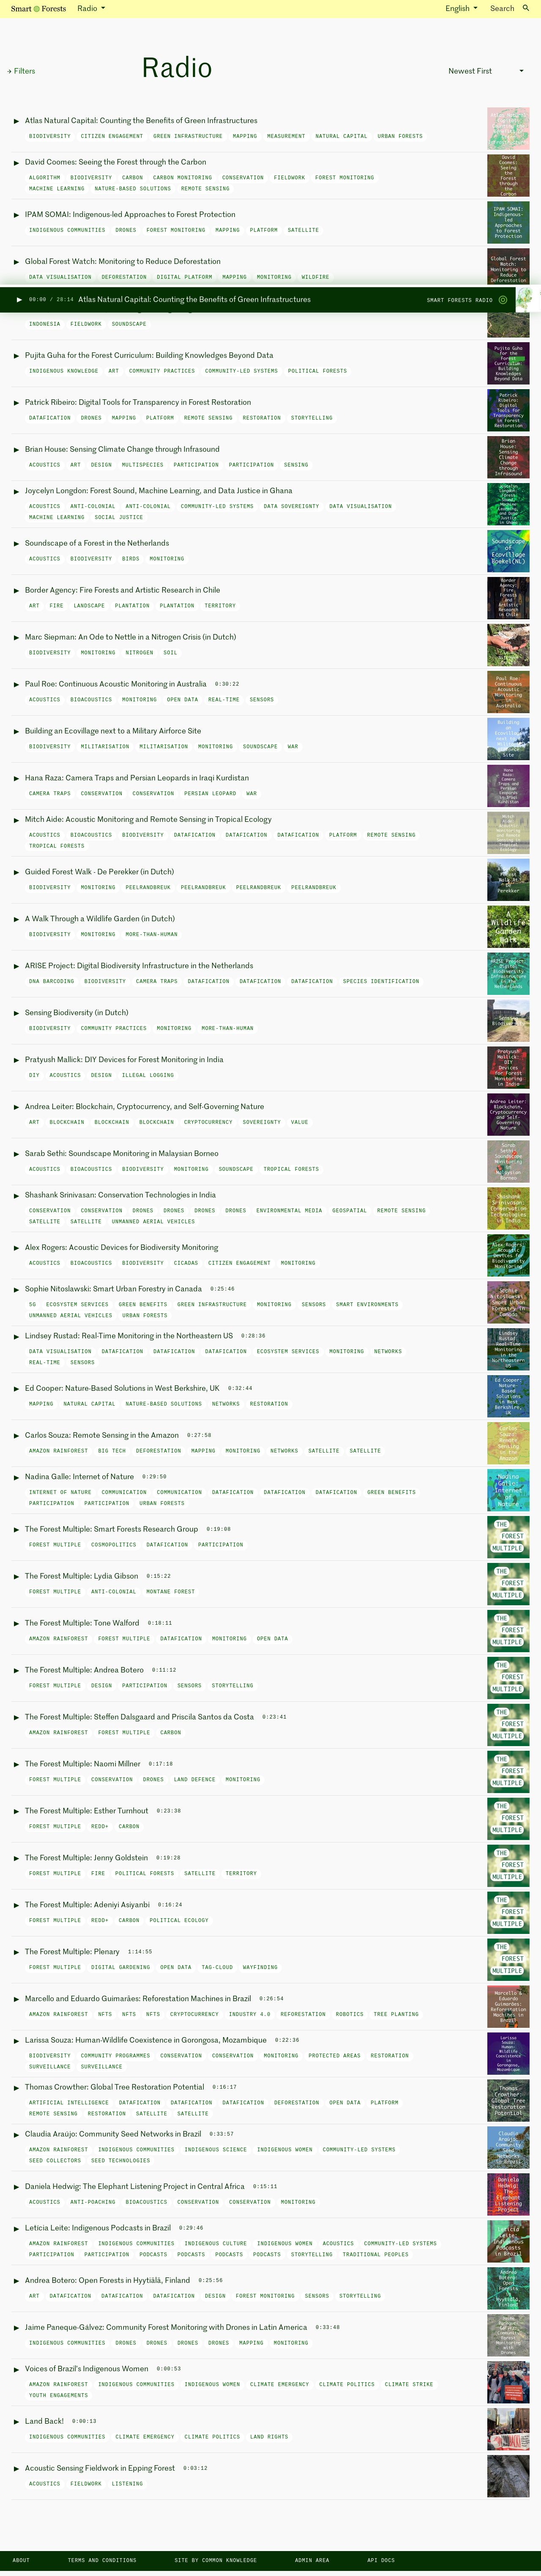 Smart Forests Radio English Search
Filters
Radio
Newest First
Atlas Natural Capital: Counting the Benefits of Green Infrastructures
BIODIVERSITY CITIZEN ENGAGEMENT GREEN INFRASTRUCTURE MAPPING MEASUREMENT NATURAL CAPITAL URBAN FORESTS
David Coomes: Seeing the Forest through the Carbon
ALGORITHM BIODIVERSITY CARBON CARBON MONITORING CONSERVATION FIELDWORK FOREST MONITORING
MACHINE LEARNING NATURE-BASED SOLUTIONS REMOTE SENSING
IPAM SOMAI: Indigenous-led Approaches to Forest Protection
INDIGENOUS COMMUNITIES DRONES FOREST MONITORING MAPPING PLATFORM SATELLITE
Global Forest Watch: Monitoring to Reduce Deforestation
DATA VISUALISATION DEFORESTATION DIGITAL PLATFORM MAPPING MONITORING WILDFIRE
00:00 / 28:14 Atlas Natural Capital: Counting the Benefits of Green Infrastructures SMART FORESTS RADIO
INDONESIA FIELDWORK SOUNDSCAPE
Pujita Guha for the Forest Curriculum: Building Knowledges Beyond Data
INDIGENOUS KNOWLEDGE ART COMMUNITY PRACTICES COMMUNITY-LED SYSTEMS POLITICAL FORESTS
Patrick Ribeiro: Digital Tools for Transparency in Forest Restoration
DATAFICATION DRONES MAPPING PLATFORM REMOTE SENSING RESTORATION STORYTELLING
Brian House: Sensing Climate Change through Infrasound
ACOUSTICS ART DESIGN MULTISPECIES PARTICIPATION PARTICIPATION SENSING
Joycelyn Longdon: Forest Sound, Machine Learning, and Data Justice in Ghana
ACOUSTICS ANTI-COLONIAL ANTI-COLONIAL COMMUNITY-LED SYSTEMS DATA SOVEREIGNTY DATA VISUALISATION
MACHINE LEARNING SOCIAL JUSTICE
Soundscape of a Forest in the Netherlands
ACOUSTICS BIODIVERSITY BIRDS MONITORING
Border Agency: Fire Forests and Artistic Research in Chile
ART FIRE LANDSCAPE PLANTATION PLANTATION TERRITORY
Marc Siepman: An Ode to Nettle in a Nitrogen Crisis (in Dutch)
BIODIVERSITY MONITORING NITROGEN SOIL
Paul Roe: Continuous Acoustic Monitoring in Australia 0:30:22
ACOUSTICS BIOACOUSTICS MONITORING OPEN DATA REAL-TIME SENSORS
Building an Ecovillage next to a Military Airforce Site
BIODIVERSITY MILITARISATION MILITARISATION MONITORING SOUNDSCAPE WAR
Hana Raza: Camera Traps and Persian Leopards in Iraqi Kurdistan
CAMERA TRAPS CONSERVATION CONSERVATION PERSIAN LEOPARD WAR
Mitch Aide: Acoustic Monitoring and Remote Sensing in Tropical Ecology
ACOUSTICS BIOACOUSTICS BIODIVERSITY DATAFICATION DATAFICATION DATAFICATION PLATFORM REMOTE SENSING
TROPICAL FORESTS
Guided Forest Walk - De Perekker (in Dutch)
BIODIVERSITY MONITORING PEELRANDBREUK PEELRANDBREUK PEELRANDBREUK PEELRANDBREUK
A Walk Through a Wildlife Garden (in Dutch)
BIODIVERSITY MONITORING MORE-THAN-HUMAN
ARISE Project: Digital Biodiversity Infrastructure in the Netherlands
DNA BARCODING BIODIVERSITY CAMERA TRAPS DATAFICATION DATAFICATION DATAFICATION SPECIES IDENTIFICATION
Sensing Biodiversity (in Dutch)
BIODIVERSITY COMMUNITY PRACTICES MONITORING MORE-THAN-HUMAN
Pratyush Mallick: DIY Devices for Forest Monitoring in India
DIY ACOUSTICS DESIGN ILLEGAL LOGGING
Andrea Leiter: Blockchain, Cryptocurrency, and Self-Governing Nature
ART BLOCKCHAIN BLOCKCHAIN BLOCKCHAIN CRYPTOCURRENCY SOVEREIGNTY VALUE
Sarab Sethi: Soundscape Monitoring in Malaysian Borneo
ACOUSTICS BIOACOUSTICS BIODIVERSITY MONITORING SOUNDSCAPE TROPICAL FORESTS
Shashank Srinivasan: Conservation Technologies in India
CONSERVATION CONSERVATION DRONES DRONES DRONES DRONES ENVIRONMENTAL MEDIA GEOSPATIAL REMOTE SENSING
SATELLITE SATELLITE UNMANNED AERIAL VEHICLES
Alex Rogers: Acoustic Devices for Biodiversity Monitoring
ACOUSTICS BIOACOUSTICS BIODIVERSITY CICADAS CITIZEN ENGAGEMENT MONITORING
Sophie Nitoslawski: Smart Urban Forestry in Canada 0:25:46
5G ECOSYSTEM SERVICES GREEN BENEFITS GREEN INFRASTRUCTURE MONITORING SENSORS SMART ENVIRONMENTS
UNMANNED AERIAL VEHICLES URBAN FORESTS
Lindsey Rustad: Real-Time Monitoring in the Northeastern US 0:28:36
DATA VISUALISATION DATAFICATION DATAFICATION DATAFICATION ECOSYSTEM SERVICES MONITORING NETWORKS
REAL-TIME SENSORS
Ed Cooper: Nature-Based Solutions in West Berkshire, UK 0:32:44
MAPPING NATURAL CAPITAL NATURE-BASED SOLUTIONS NETWORKS RESTORATION
Carlos Souza: Remote Sensing in the Amazon 0:27:58
AMAZON RAINFOREST BIG TECH DEFORESTATION MAPPING MONITORING NETWORKS SATELLITE SATELLITE
Nadina Galle: Internet of Nature 0:29:50
INTERNET OF NATURE COMMUNICATION COMMUNICATION DATAFICATION DATAFICATION DATAFICATION GREEN BENEFITS
PARTICIPATION PARTICIPATION URBAN FORESTS
The Forest Multiple: Smart Forests Research Group 0:19:08
FOREST MULTIPLE COSMOPOLITICS DATAFICATION PARTICIPATION
The Forest Multiple: Lydia Gibson 0:15:22
FOREST MULTIPLE ANTI-COLONIAL MONTANE FOREST
The Forest Multiple: Tone Walford 0:18:11
AMAZON RAINFOREST FOREST MULTIPLE DATAFICATION MONITORING OPEN DATA
The Forest Multiple: Andrea Botero 0:11:12
FOREST MULTIPLE DESIGN PARTICIPATION SENSORS STORYTELLING
The Forest Multiple: Steffen Dalsgaard and Priscila Santos da Costa 0:23:41
AMAZON RAINFOREST FOREST MULTIPLE CARBON
The Forest Multiple: Naomi Millner 0:17:18
FOREST MULTIPLE CONSERVATION DRONES LAND DEFENCE MONITORING
The Forest Multiple: Esther Turnhout 0:23:38
FOREST MULTIPLE REDD+ CARBON
The Forest Multiple: Jenny Goldstein 0:19:28
FOREST MULTIPLE FIRE POLITICAL FORESTS SATELLITE TERRITORY
The Forest Multiple: Adeniyi Asiyanbi 0:16:24
FOREST MULTIPLE REDD+ CARBON POLITICAL ECOLOGY
The Forest Multiple: Plenary 1:14:55
FOREST MULTIPLE DIGITAL GARDENING OPEN DATA TAG-CLOUD WAYFINDING
Marcello and Eduardo Guimarães: Reforestation Machines in Brazil 0:26:54
AMAZON RAINFOREST NFTS NFTS NFTS CRYPTOCURRENCY INDUSTRY 4.0 REFORESTATION ROBOTICS TREE PLANTING
Larissa Souza: Human-Wildlife Coexistence in Gorongosa, Mozambique 0:22:36
BIODIVERSITY COMMUNITY PROGRAMMES CONSERVATION CONSERVATION MONITORING PROTECTED AREAS RESTORATION
SURVEILLANCE SURVEILLANCE
Thomas Crowther: Global Tree Restoration Potential 0:16:17
ARTIFICIAL INTELLIGENCE DATAFICATION DATAFICATION DATAFICATION DEFORESTATION OPEN DATA PLATFORM
REMOTE SENSING RESTORATION SATELLITE SATELLITE
Claudia Araújo: Community Seed Networks in Brazil 0:33:57
AMAZON RAINFOREST INDIGENOUS COMMUNITIES INDIGENOUS SCIENCE INDIGENOUS WOMEN COMMUNITY-LED SYSTEMS
SEED COLLECTORS SEED TECHNOLOGIES
Daniela Hedwig: The Elephant Listening Project in Central Africa 0:15:11
ACOUSTICS ANTI-POACHING BIOACOUSTICS CONSERVATION CONSERVATION MONITORING
Letícia Leite: Indigenous Podcasts in Brazil 0:29:46
AMAZON RAINFOREST INDIGENOUS COMMUNITIES INDIGENOUS CULTURE INDIGENOUS WOMEN ACOUSTICS COMMUNITY-LED SYSTEMS
PARTICIPATION PARTICIPATION PODCASTS PODCASTS PODCASTS PODCASTS STORYTELLING TRADITIONAL PEOPLES
Andrea Botero: Open Forests in Hyytiälä, Finland 0:25:56
ART DATAFICATION DATAFICATION DATAFICATION DESIGN FOREST MONITORING SENSORS STORYTELLING
Jaime Paneque-Gálvez: Community Forest Monitoring with Drones in Latin America 0:33:48
INDIGENOUS COMMUNITIES DRONES DRONES DRONES DRONES MAPPING MONITORING
Voices of Brazil's Indigenous Women 0:00:53
AMAZON RAINFOREST INDIGENOUS COMMUNITIES INDIGENOUS WOMEN CLIMATE EMERGENCY CLIMATE POLITICS CLIMATE STRIKE
YOUTH ENGAGEMENTS
Land Back! 0:00:13
INDIGENOUS COMMUNITIES CLIMATE EMERGENCY CLIMATE POLITICS LAND RIGHTS
Acoustic Sensing Fieldwork in Epping Forest 0:03:12
ACOUSTICS FIELDWORK LISTENING
ABOUT TERMS AND CONDITIONS SITE BY COMMON KNOWLEDGE ADMIN AREA API DOCS